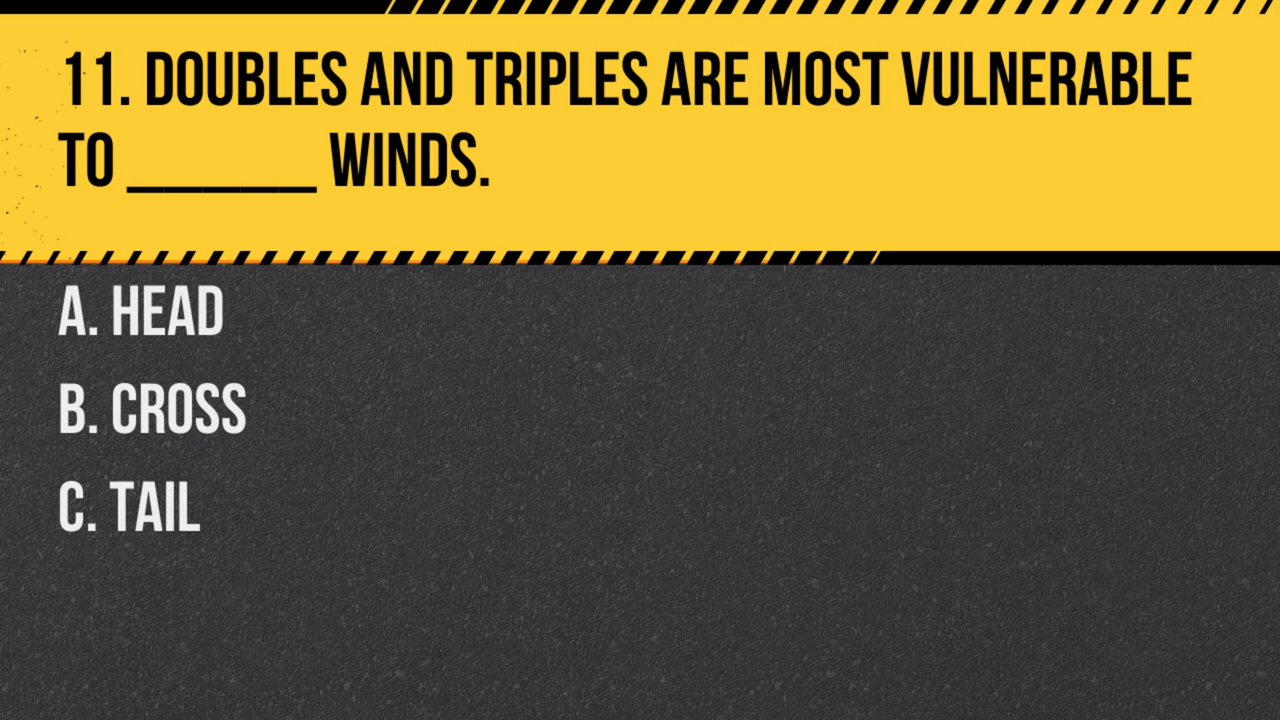 11. DOUBLES AND TRIPLES ARE MOST VULNERABLE
TO ______ WINDS.
A. HEAD
B. CROSS
C. TAIL